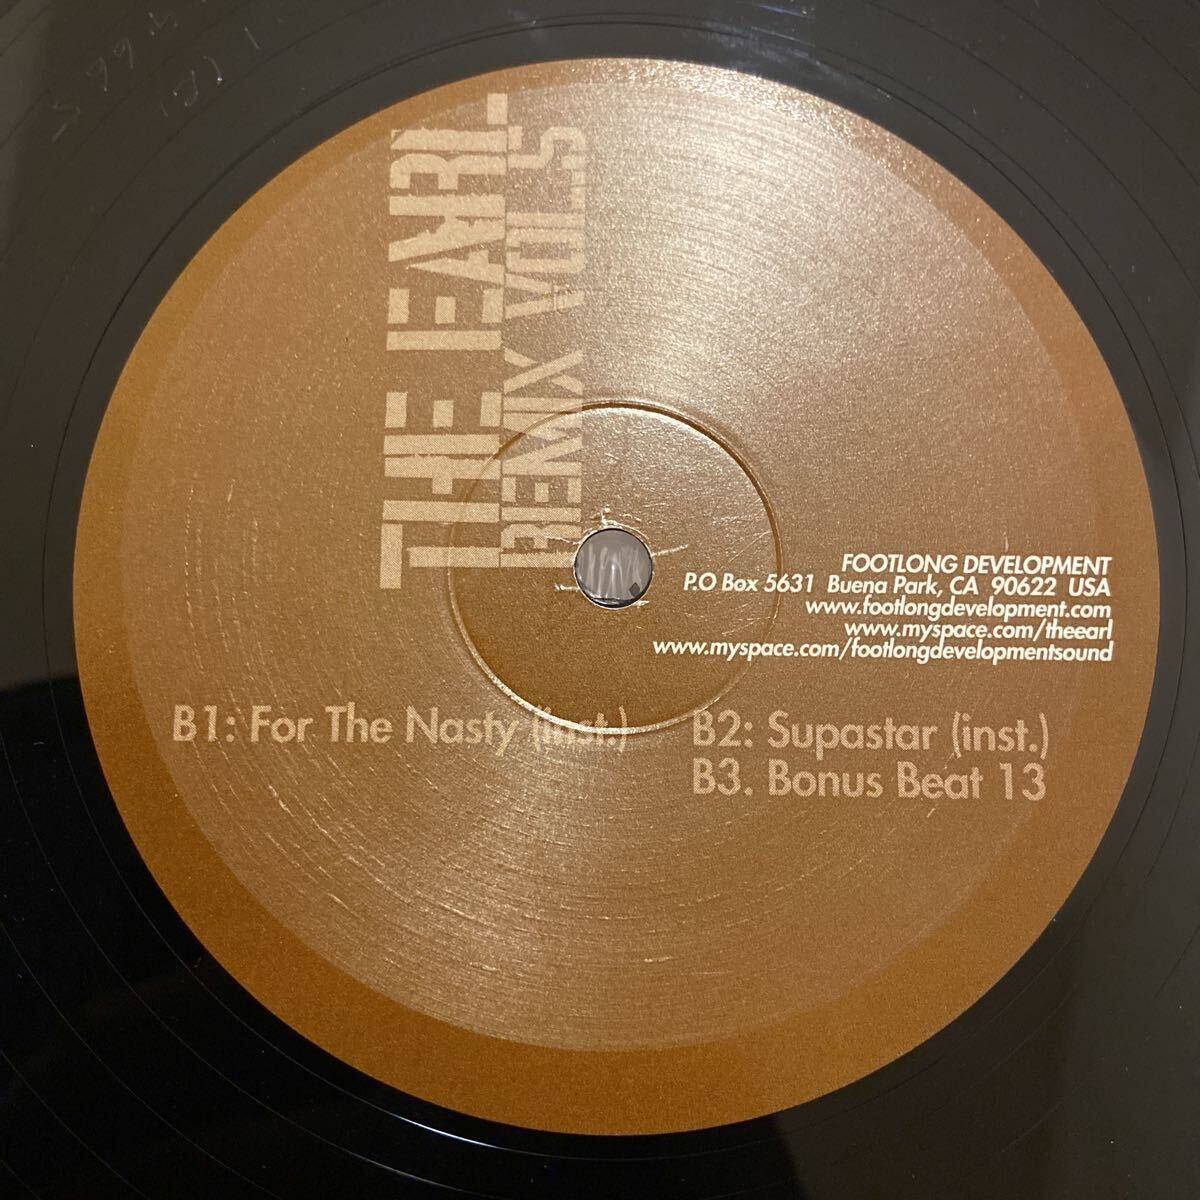 THE EARL
REMIX VOL.5
FOOTLONG DEVELOPMENT
P.O Box 5631 Buena Park, CA 90622 USA
www.footlongdevelopment.com
www.myspace.com/theearl
www.myspace.com/footlongdevelopmentsound
B1: For The Nasty (inst.)
B2: Supastar (inst.)
B3. Bonus Beat 13